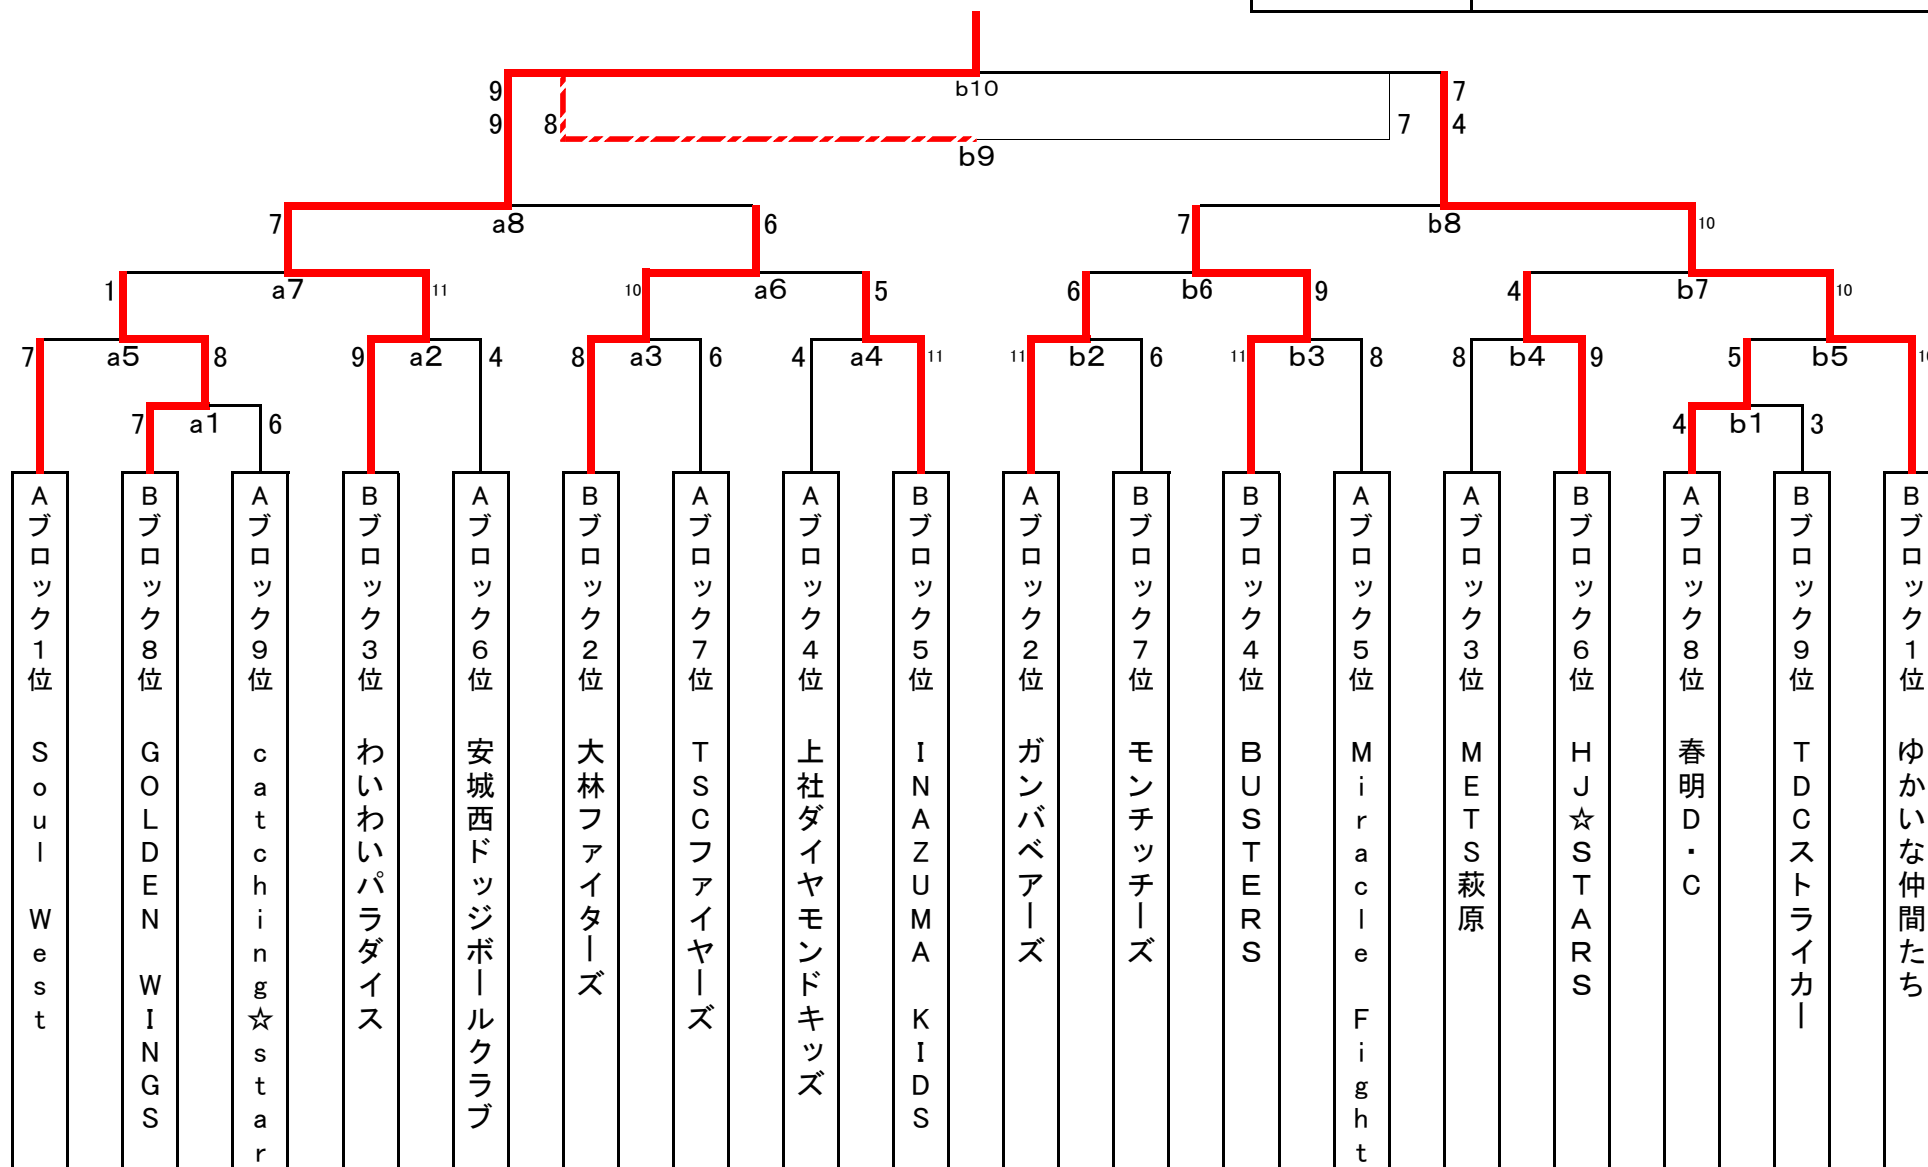 b10
9
7
9
8
7
4
b9
7
a8
6
7
b8
10
1
a7
11
10
a6
5
6
b6
9
4
b7
10
7
a5
8
9
a2
4
8
a3
6
4
a4
11
11
b2
6
11
b3
8
8
b4
9
5
b5
7
a1
6
4
b1
3
Aブロック1位 Soul West
Bブロック8位 GOLDEN WINGS
Aブロック9位 catching☆star
Bブロック3位 わいわいパラダイス
Aブロック6位 安城西ドッジボールクラブ
Bブロック2位 大林ファイターズ
Aブロック7位 TSCファイヤーズ
Aブロック4位 上社ダイヤモンドキッズ
Bブロック5位 INAZUMA KIDS
Aブロック2位 ガンバベアーズ
Bブロック7位 モンチッチーズ
Bブロック4位 BUSTERS
Aブロック5位 Miracle Fight
Aブロック3位 METS萩原
Bブロック6位 HJ☆STARS
Aブロック8位 春明D・C
Bブロック9位 TDCストライカー
Bブロック1位 ゆかいな仲間たち